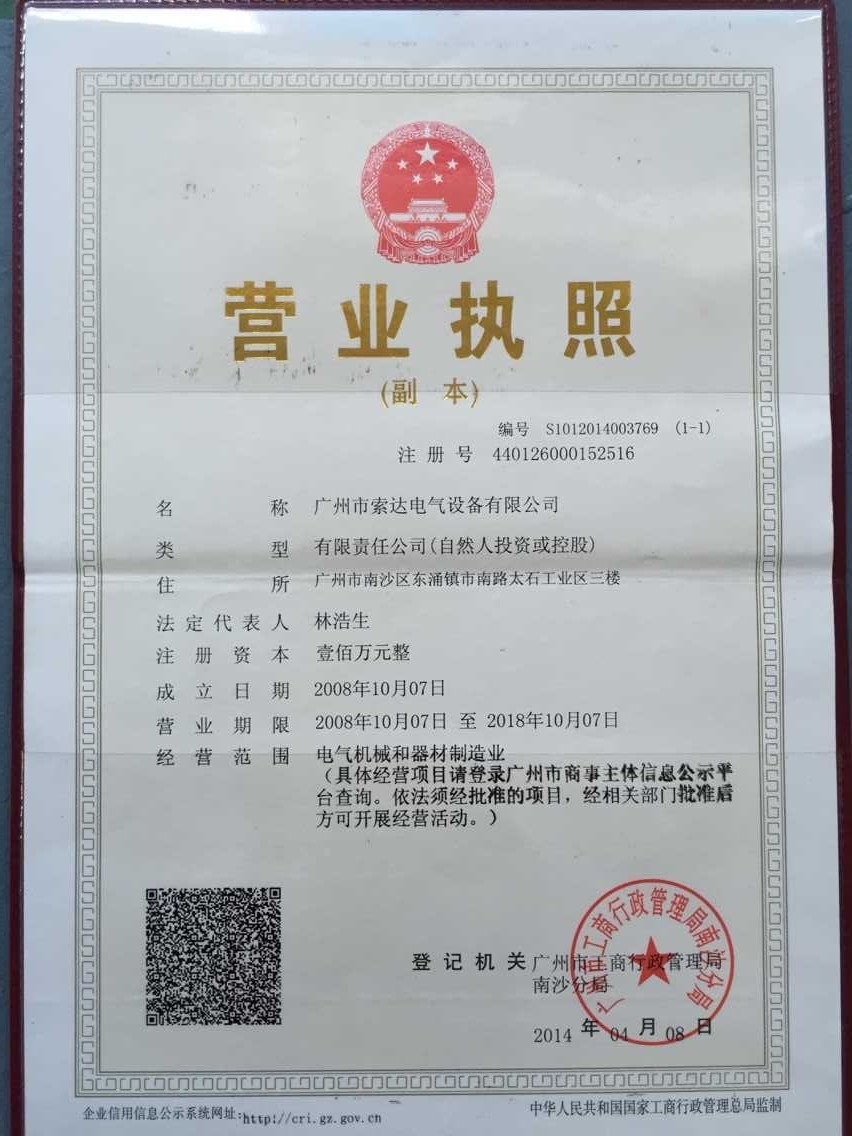 营业执照
(副 本)
编号 S1012014003769 (1-1)
注册号 440126000152516
名称 广州市索达电气设备有限公司
类型 有限责任公司(自然人投资或控股)
住所 广州市南沙区东涌镇市南路太石工业区三楼
法定代表人 林浩生
注册资本 壹佰万元整
成立日期 2008年10月07日
营业期限 2008年10月07日 至 2018年10月07日
经营范围 电气机械和器材制造业
(具体经营项目请登录广州市商事主体信息公示平
台查询。依法须经批准的项目，经相关部门批准后
方可开展经营活动。)
广州市工商行政管理局南沙分局
登记机关 广州市工商行政管理局
南沙分局
2014 年 04 月 08 日
企业信用信息公示系统网址:http://cri.gz.gov.cn
中华人民共和国国家工商行政管理总局监制